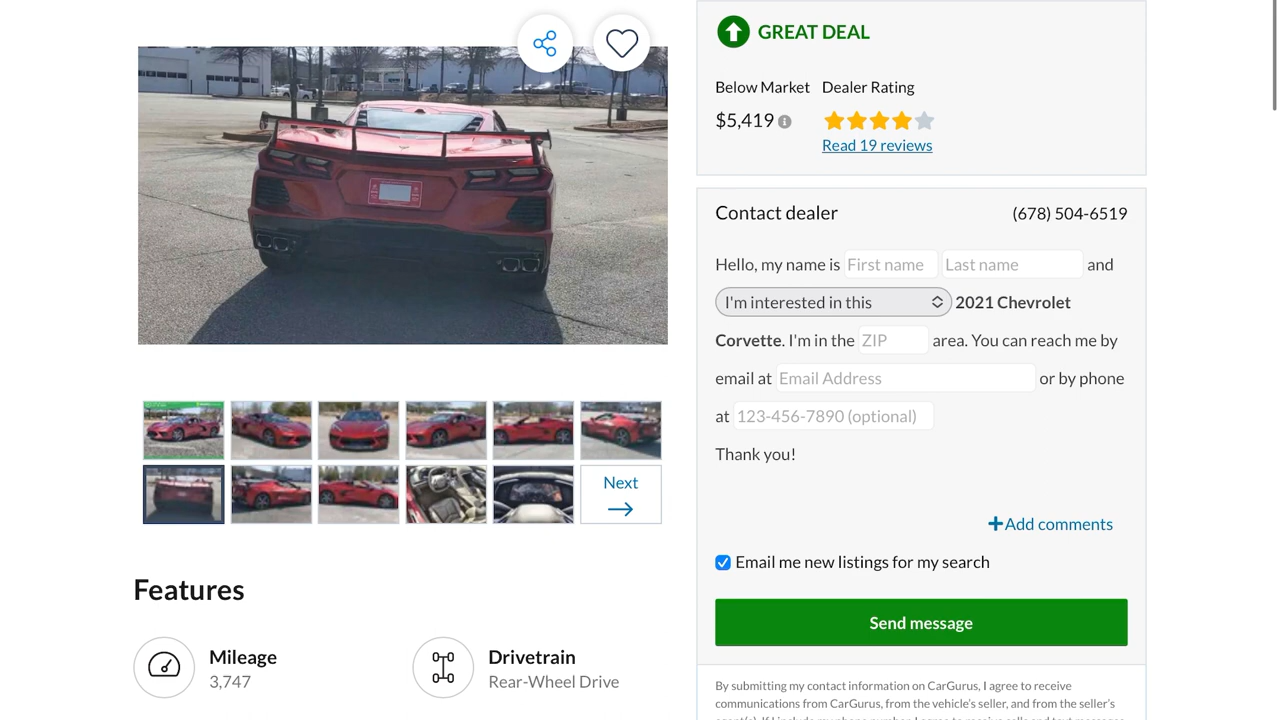 GREAT DEAL
Below Market Dealer Rating
$5,419
Read 19 reviews
Contact dealer (678) 504-6519
Hello, my name is First name Last name and
I'm interested in this 2021 Chevrolet
Corvette. I'm in the ZIP area. You can reach me by
email at Email Address or by phone
at 123-456-7890 (optional)
Thank you!
+Add comments
Email me new listings for my search
Send message
By submitting my contact information on CarGurus, I agree to receive
communications from CarGurus, from the vehicle's seller, and from the seller's
Next
Features
Mileage
3,747
Drivetrain
Rear-Wheel Drive